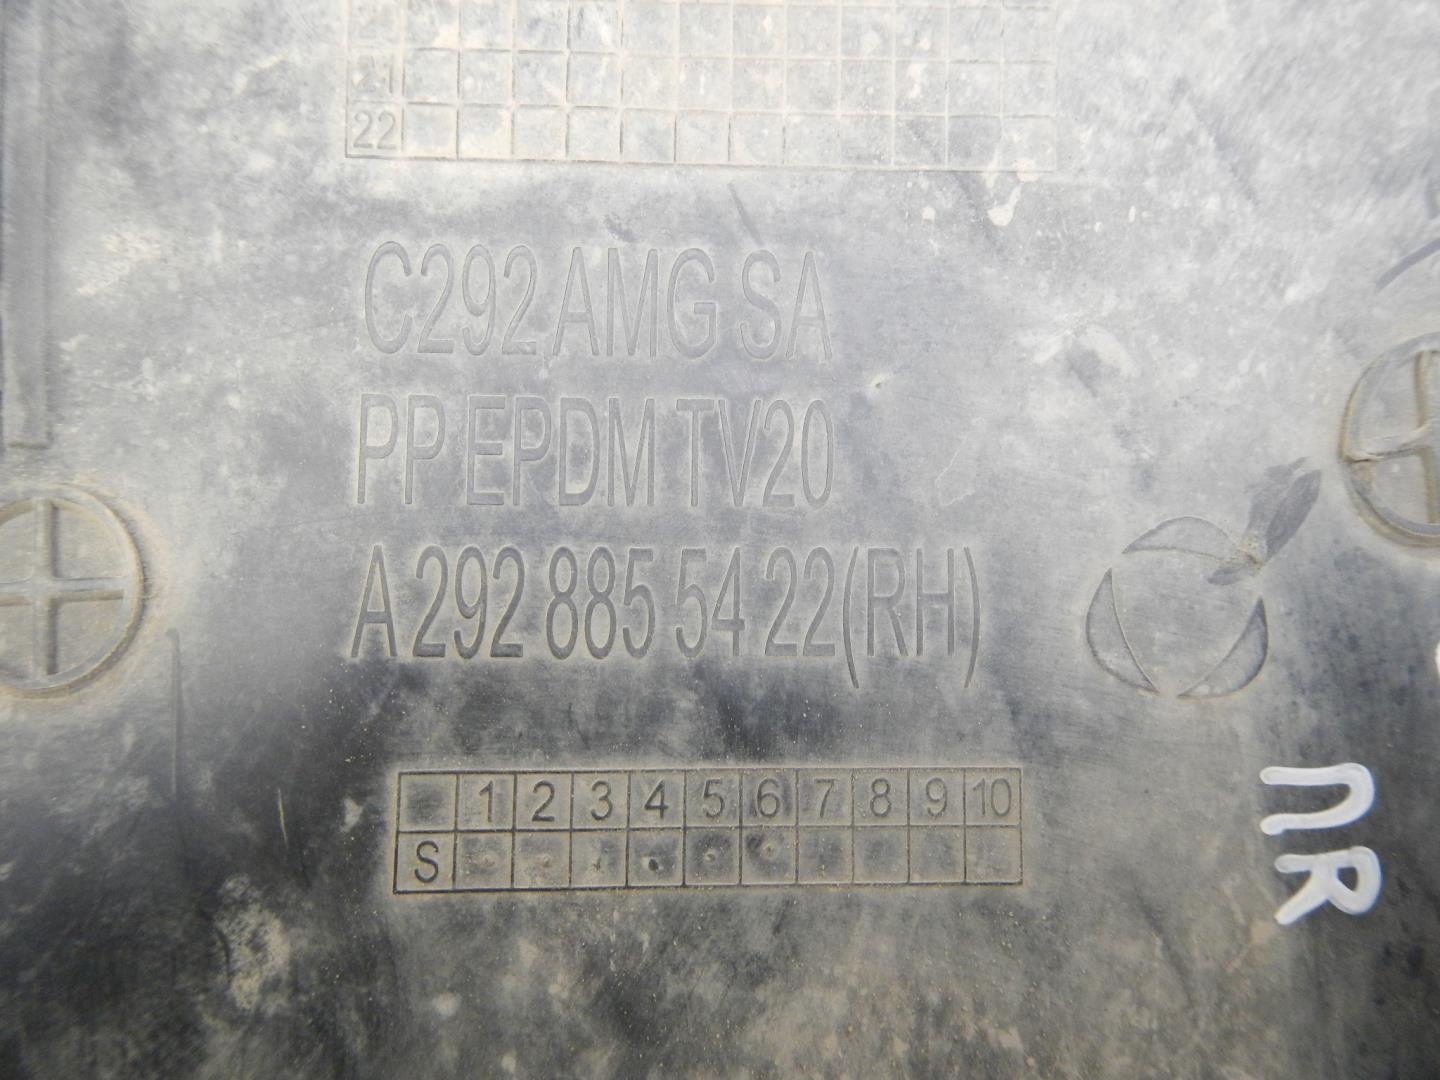 21
22
C292 AMG SA
PP EPDM TV20
A 292 885 54 22(RH)
1 2 3 4 5 6 7 8 9 10
S
ПЯ